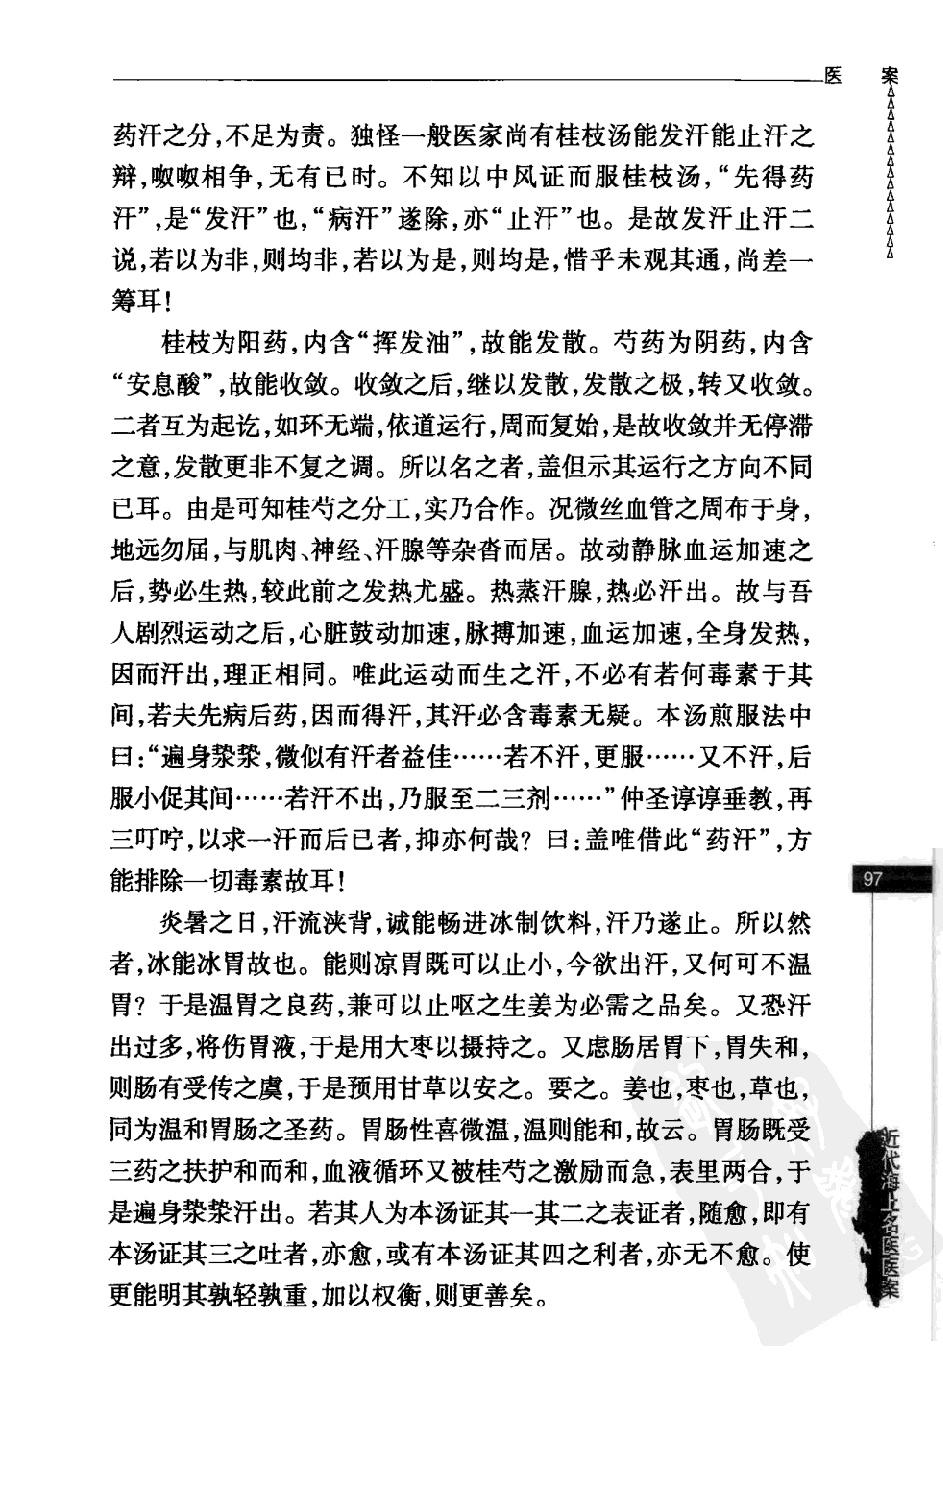 医　案
药汗之分,不足为责。独怪一般医家尚有桂枝汤能发汗能止汗之
辩,呶呶相争,无有已时。不知以中风证而服桂枝汤,“先得药
汗”,是“发汗”也,“病汗”遂除,亦“止汗”也。是故发汗止汗二
说,若以为非,则均非,若以为是,则均是,惜乎未观其通,尚差一
筹耳!
桂枝为阳药,内含“挥发油”,故能发散。芍药为阴药,内含
“安息酸”,故能收敛。收敛之后,继以发散,发散之极,转又收敛。
二者互为起讫,如环无端,依道运行,周而复始,是故收敛并无停滞
之意,发散更非不复之调。所以名之者,盖但示其运行之方向不同
已耳。由是可知桂芍之分工,实乃合作。况微丝血管之周布于身,
地远勿届,与肌肉、神经、汗腺等杂沓而居。故动静脉血运加速之
后,势必生热,较此前之发热尤盛。热蒸汗腺,热必汗出。故与吾
人剧烈运动之后,心脏鼓动加速,脉搏加速,血运加速,全身发热,
因而汗出,理正相同。唯此运动而生之汗,不必有若何毒素于其
间,若夫先病后药,因而得汗,其汗必含毒素无疑。本汤煎服法中
曰:“遍身漐漐,微似有汗者益佳……若不汗,更服……又不汗,后
服小促其间……若汗不出,乃服至二三剂……”仲圣谆谆垂教,再
三叮咛,以求一汗而后已者,抑亦何哉?曰:盖唯借此“药汗”,方
能排除一切毒素故耳!
97
炎暑之日,汗流浃背,诚能畅进冰制饮料,汗乃遂止。所以然
者,冰能冰胃故也。能则凉胃既可以止小,今欲出汗,又何可不温
胃?于是温胃之良药,兼可以止呕之生姜为必需之品矣。又恐汗
出过多,将伤胃液,于是用大枣以摄持之。又虑肠居胃下,胃失和,
则肠有受传之虞,于是预用甘草以安之。要之。姜也,枣也,草也,
同为温和胃肠之圣药。胃肠性喜微温,温则能和,故云。胃肠既受
三药之扶护和而和,血液循环又被桂芍之激励而急,表里两合,于
是遍身漐漐汗出。若其人为本汤证其一其二之表证者,随愈,即有
本汤证其三之吐者,亦愈,或有本汤证其四之利者,亦无不愈。使
更能明其孰轻孰重,加以权衡,则更善矣。
近代海上名医医案